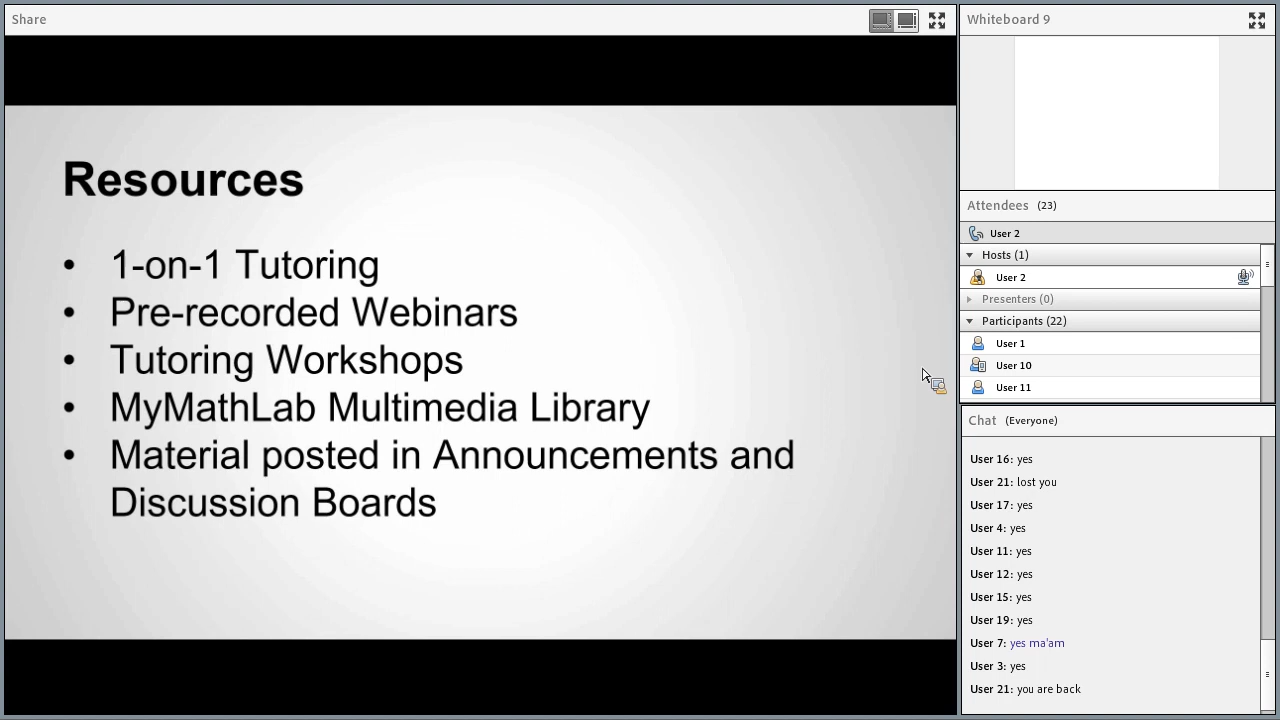 Share
Resources
• 1-on-1 Tutoring
• Pre-recorded Webinars
• Tutoring Workshops
• MyMathLab Multimedia Library
• Material posted in Announcements and
Discussion Boards
Whiteboard 9
Attendees (23)
User 2
Hosts (1)
User 2
Presenters (0)
Participants (22)
User 1
User 10
User 11
Chat (Everyone)
User 16: yes
User 21: lost you
User 17: yes
User 4: yes
User 11: yes
User 12: yes
User 15: yes
User 19: yes
User 7: yes ma'am
User 3: yes
User 21: you are back